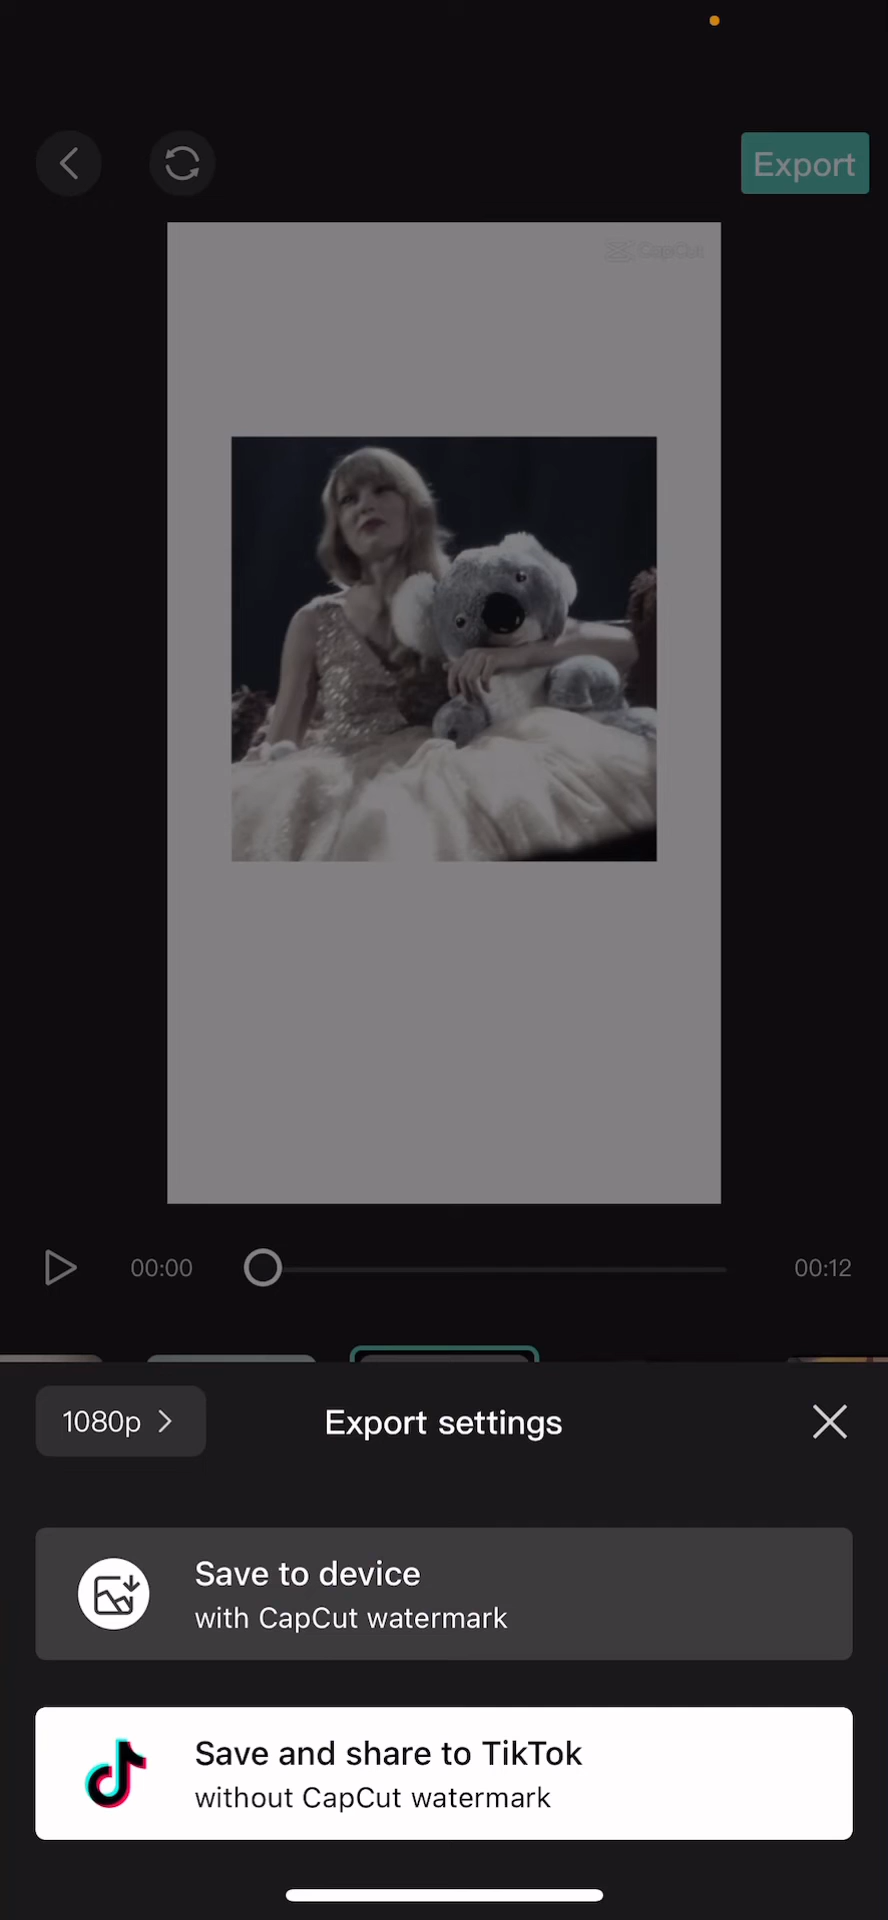 Export
CapCut
00:00
00:12
1080p
Export settings
Save to device
with CapCut watermark
Save and share to TikTok
without CapCut watermark